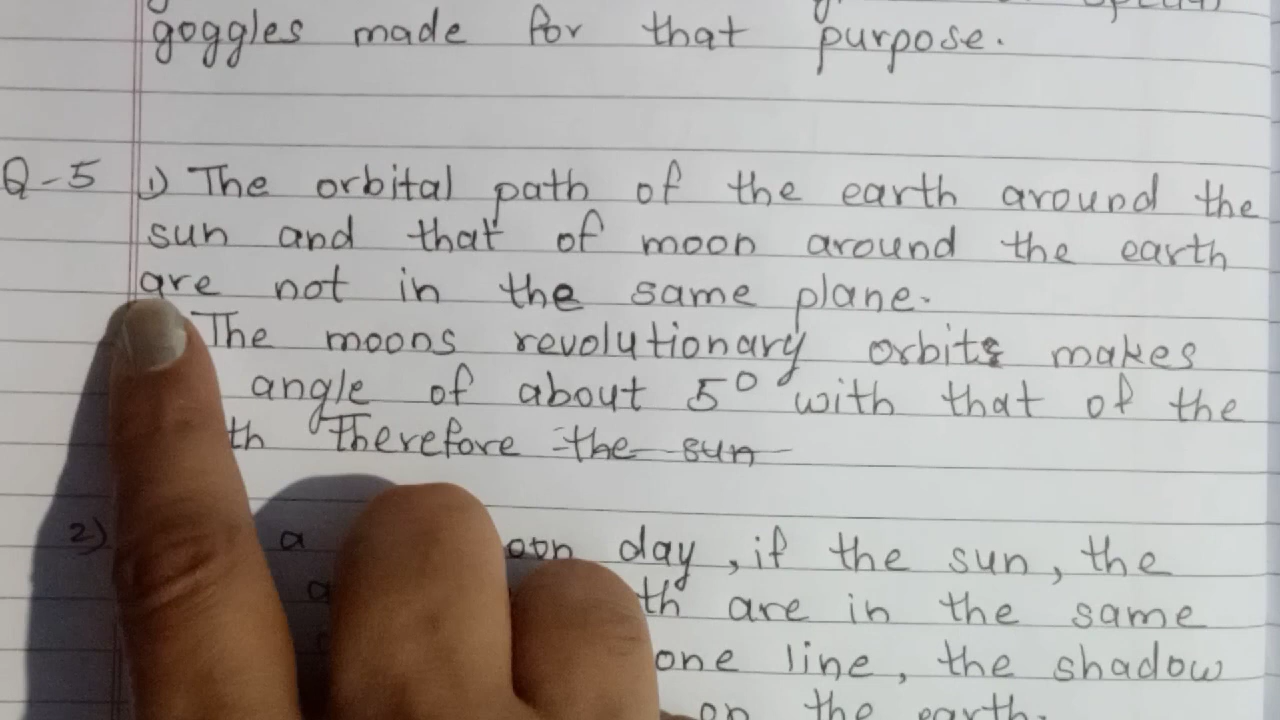 goggles made for that purpose.
Q-5 1) The orbital path of the earth around the
sun and that of moon around the earth
are not in the same plane.
The moons revolutionary orbits makes
angle of about 5° with that of the
th Therefore the sun
2) a oon day, if the sun, the
th are in the same
one line, the shadow
on the earth.